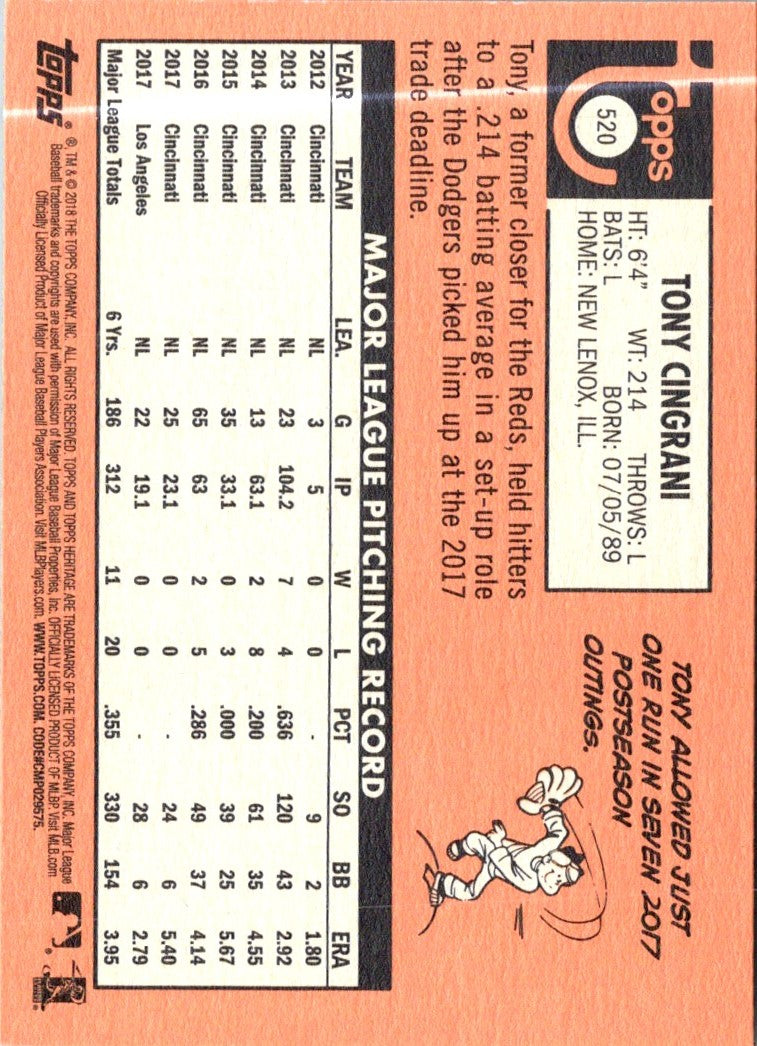 Topps
520
TONY CINGRANI
HT: 6'4" WT: 214 THROWS: L
BATS: L BORN: 07/05/89
HOME: NEW LENOX, ILL.
TONY ALLOWED JUST
ONE RUN IN SEVEN 2017
POSTSEASON
OUTINGS.
Tony, a former closer for the Reds, held hitters
to a .214 batting average in a set-up role
after the Dodgers picked him up at the 2017
trade deadline.
MAJOR LEAGUE PITCHING RECORD
YEAR TEAM LEA. G IP W L PCT SO BB ERA
2012 Cincinnati NL 3 5 0 0 - 9 2 1.80
2013 Cincinnati NL 23 104.2 7 4 .636 120 43 2.92
2014 Cincinnati NL 13 63.1 2 8 .200 61 35 4.55
2015 Cincinnati NL 35 33.1 0 3 .000 39 25 5.67
2016 Cincinnati NL 65 63 2 5 .286 49 37 4.14
2017 Cincinnati NL 25 23.1 0 0 - 24 6 5.40
2017 Los Angeles NL 22 19.1 0 0 - 28 6 2.79
Major League Totals 6 Yrs. 186 312 11 20 .355 330 154 3.95
Topps ®
®, TM & © 2018 THE TOPPS COMPANY, INC. ALL RIGHTS RESERVED. TOPPS AND TOPPS HERITAGE ARE TRADEMARKS OF THE TOPPS COMPANY, INC. Major League
Baseball trademarks and copyrights are used with permission of Major League Baseball Properties, Inc. OFFICIALLY LICENSED PRODUCT OF MLBP. Visit MLB.com
Officially Licensed Product of Major League Baseball Players Association. Visit MLBPlayers.com. WWW.TOPPS.COM. CODE#CMP029575.
®